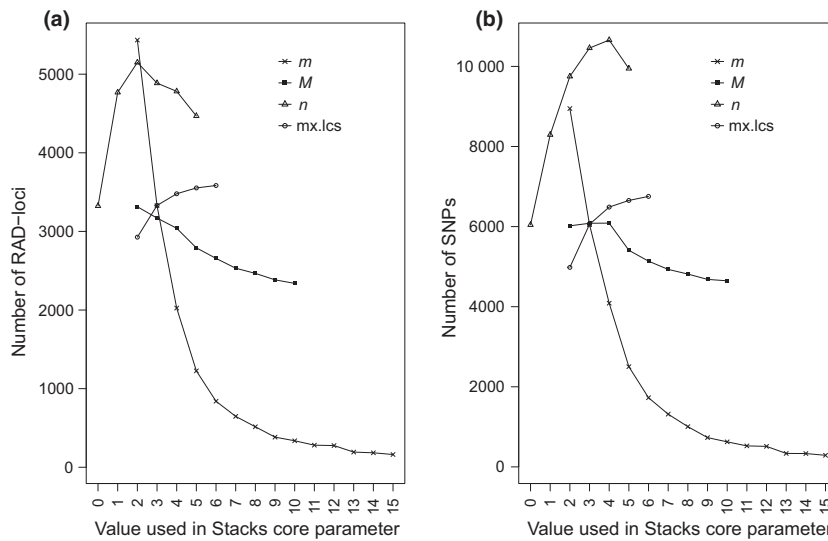 (a)
Number of RAD–loci
5000
4000
3000
2000
1000
0
m
M
n
mx.lcs
0 1 2 3 4 5 6 7 8 9 10 11 12 13 14 15
Value used in Stacks core parameter
(b)
Number of SNPs
10 000
8000
6000
4000
2000
0
m
M
n
mx.lcs
0 1 2 3 4 5 6 7 8 9 10 11 12 13 14 15
Value used in Stacks core parameter